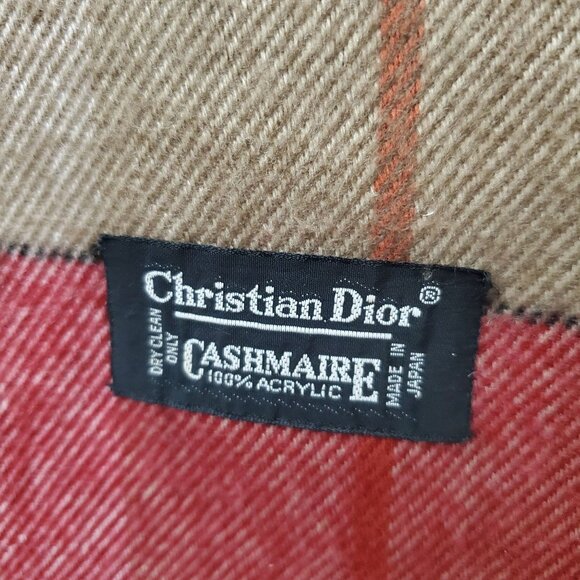 Christian Dior®
DRY CLEAN
ONLY
CASHMAIRE
100% ACRYLIC
MADE IN
JAPAN